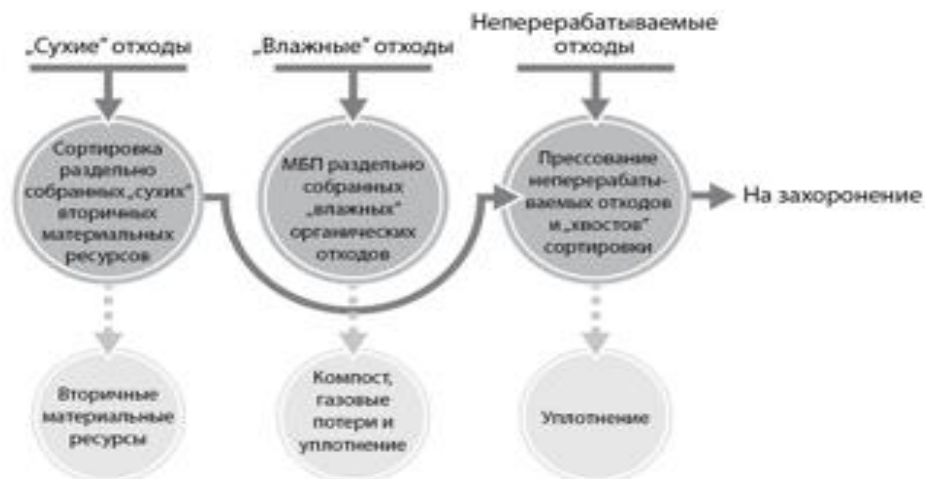 „Сухие" отходы
„Влажные" отходы
Неперерабатываемые
отходы
Сортировка
раздельно
собранных „сухих"
вторичных
материальных
ресурсов
МБП раздельно
собранных
„влажных"
органических
отходов
Прессование
неперерабаты-
ваемых отходов
и „хвостов"
сортировки
На захоронение
Вторичные
материальные
ресурсы
Компост,
газовые
потери и
уплотнение
Уплотнение